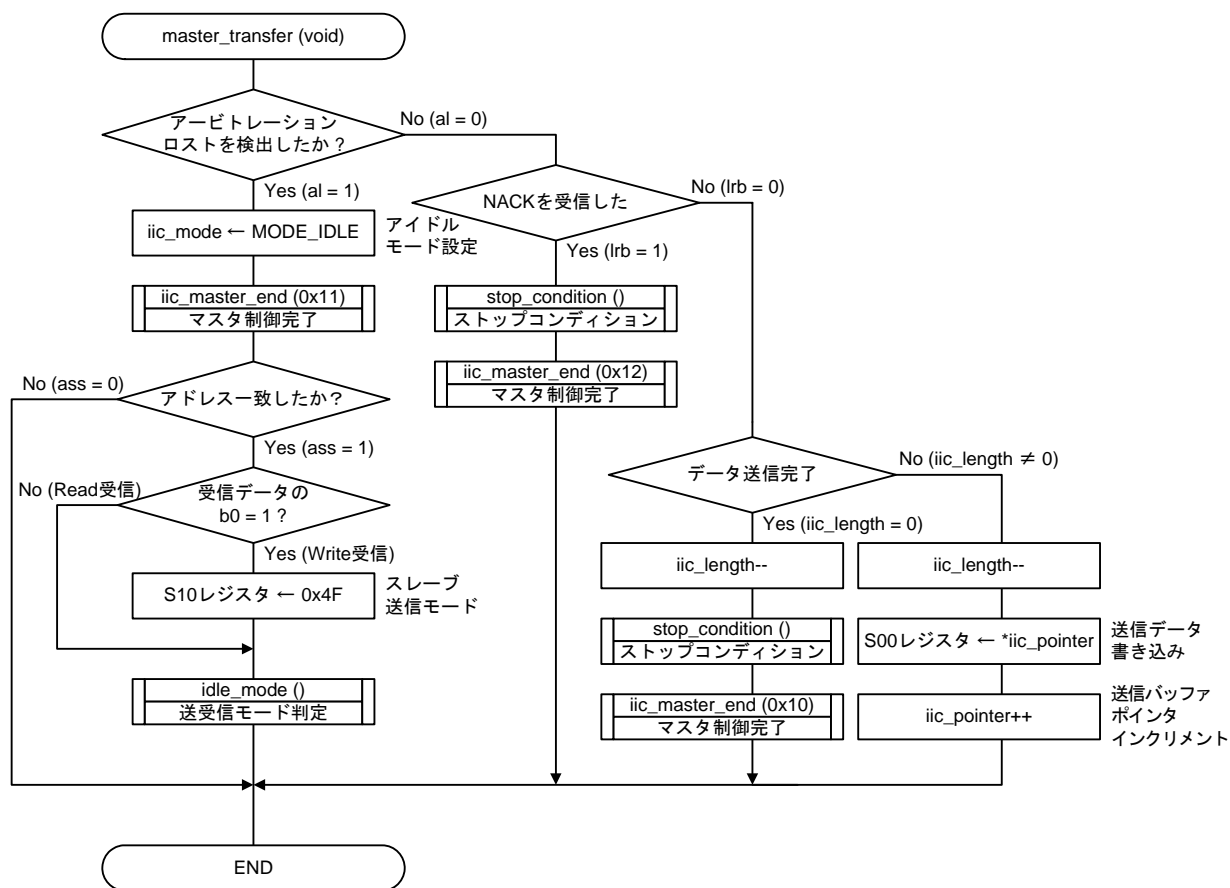 master_transfer (void)
アービトレーション
ロストを検出したか？
No (al = 0)
Yes (al = 1)
iic_mode ← MODE_IDLE
アイドル
モード設定
iic_master_end (0x11)
マスタ制御完了
No (ass = 0)
アドレス一致したか？
Yes (ass = 1)
No (Read受信)
受信データの
b0 = 1 ?
Yes (Write受信)
S10レジスタ ← 0x4F
スレーブ
送信モード
idle_mode ()
送受信モード判定
NACKを受信した
No (lrb = 0)
Yes (lrb = 1)
stop_condition ()
ストップコンディション
iic_master_end (0x12)
マスタ制御完了
データ送信完了
No (iic_length ≠ 0)
Yes (iic_length = 0)
iic_length--
stop_condition ()
ストップコンディション
iic_master_end (0x10)
マスタ制御完了
iic_length--
S00レジスタ ← *iic_pointer
送信データ
書き込み
iic_pointer++
送信バッファ
ポインタ
インクリメント
END